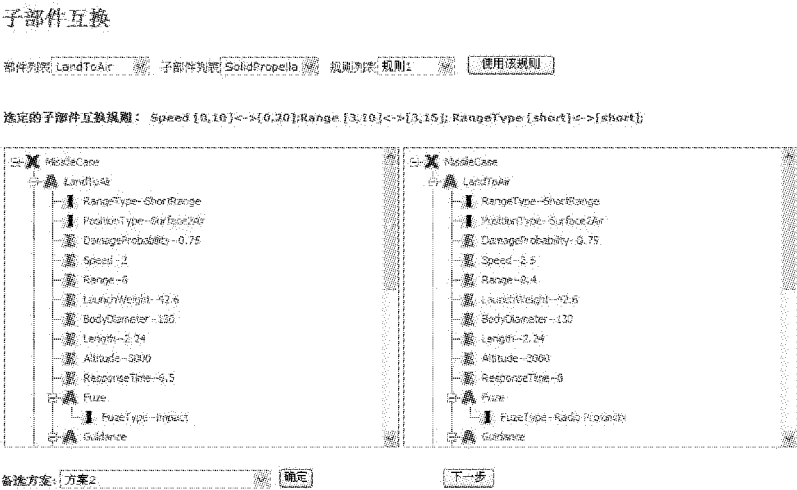 子部件互换
部件列表 LandToAir 子部件列表 SolidPropella 规则列表 规则1 使用该规则
选定的子部件互换规则: Speed [0,10]<->[0,20];Range [3,10]<->[3,15]; RangeType [short]<->[short];
MissileCase
LandToAir
RangeType--ShortRange
PositionType--Surface2Air
DamageProbability--0.75
Speed--2
Range--6
LaunchWeight--42.6
BodyDiameter--130
Length--2.24
Altitude--3000
ResponseTime--6.5
Fuze
FuzeType--Impact
Guidance
MissileCase
LandToAir
RangeType--ShortRange
PositionType--Surface2Air
DamageProbability--0.75
Speed--2.5
Range--8.4
LaunchWeight--42.6
BodyDiameter--130
Length--2.24
Altitude--3000
ResponseTime--8
Fuze
FuzeType--Radio Proximity
Guidance
备选方案: 方案2 确定 下一步